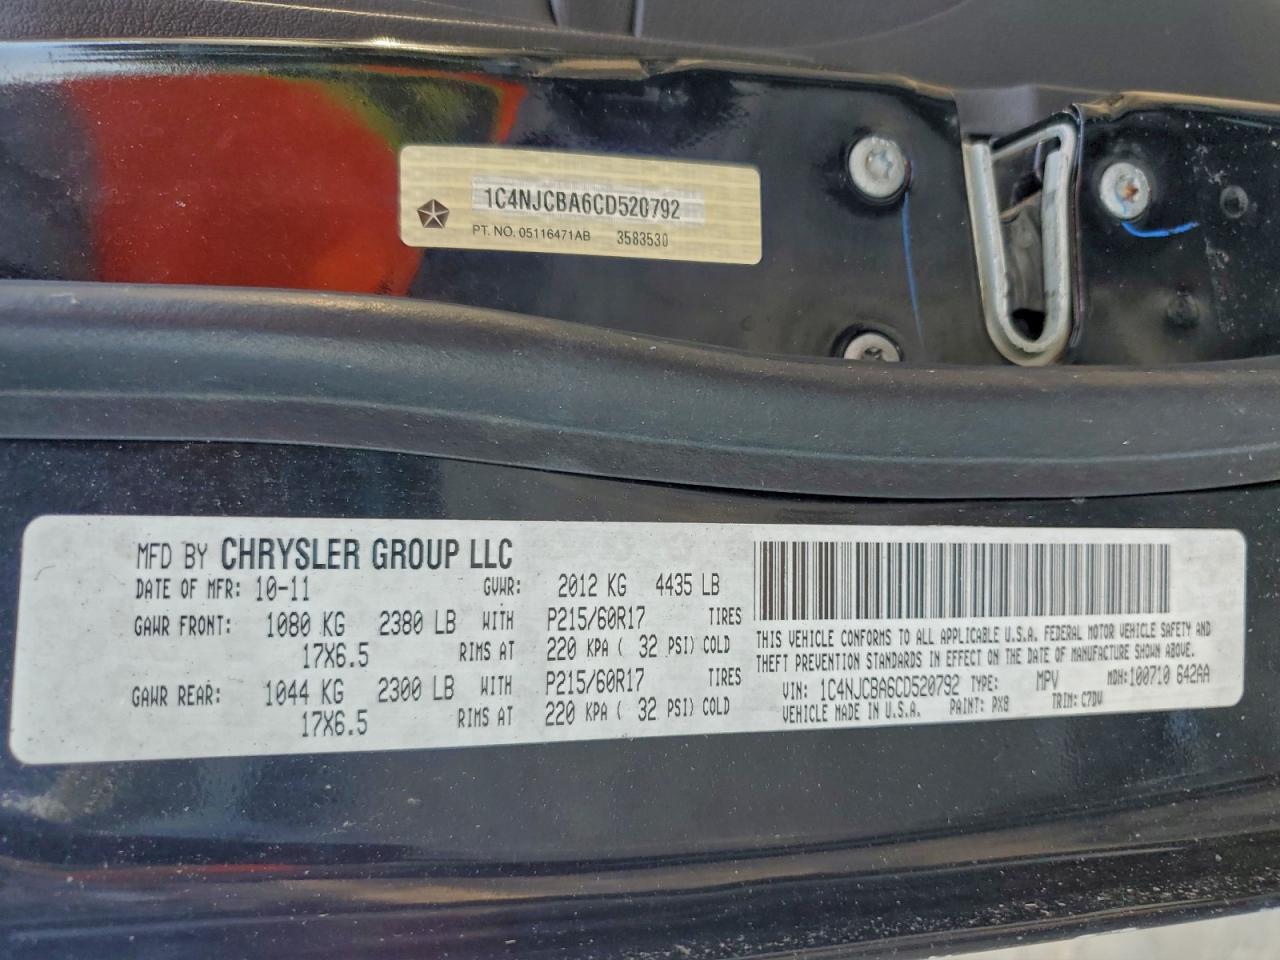 1C4NJCBA6CD520792
PT. NO. 05116471AB 3583530
MFD BY CHRYSLER GROUP LLC
DATE OF MFR: 10-11 GVWR: 2012 KG 4435 LB
GAWR FRONT: 1080 KG 2380 LB WITH P215/60R17 TIRES
17X6.5 RIMS AT 220 KPA ( 32 PSI) COLD
GAWR REAR: 1044 KG 2300 LB WITH P215/60R17 TIRES
17X6.5 RIMS AT 220 KPA ( 32 PSI) COLD
THIS VEHICLE CONFORMS TO ALL APPLICABLE U.S.A. FEDERAL MOTOR VEHICLE SAFETY AND
THEFT PREVENTION STANDARDS IN EFFECT ON THE DATE OF MANUFACTURE SHOWN ABOVE.
VIN: 1C4NJCBA6CD520792 TYPE: MPV MDH: 100710 642AA
VEHICLE MADE IN U.S.A. PAINT: PX8 TRIM: C7DV